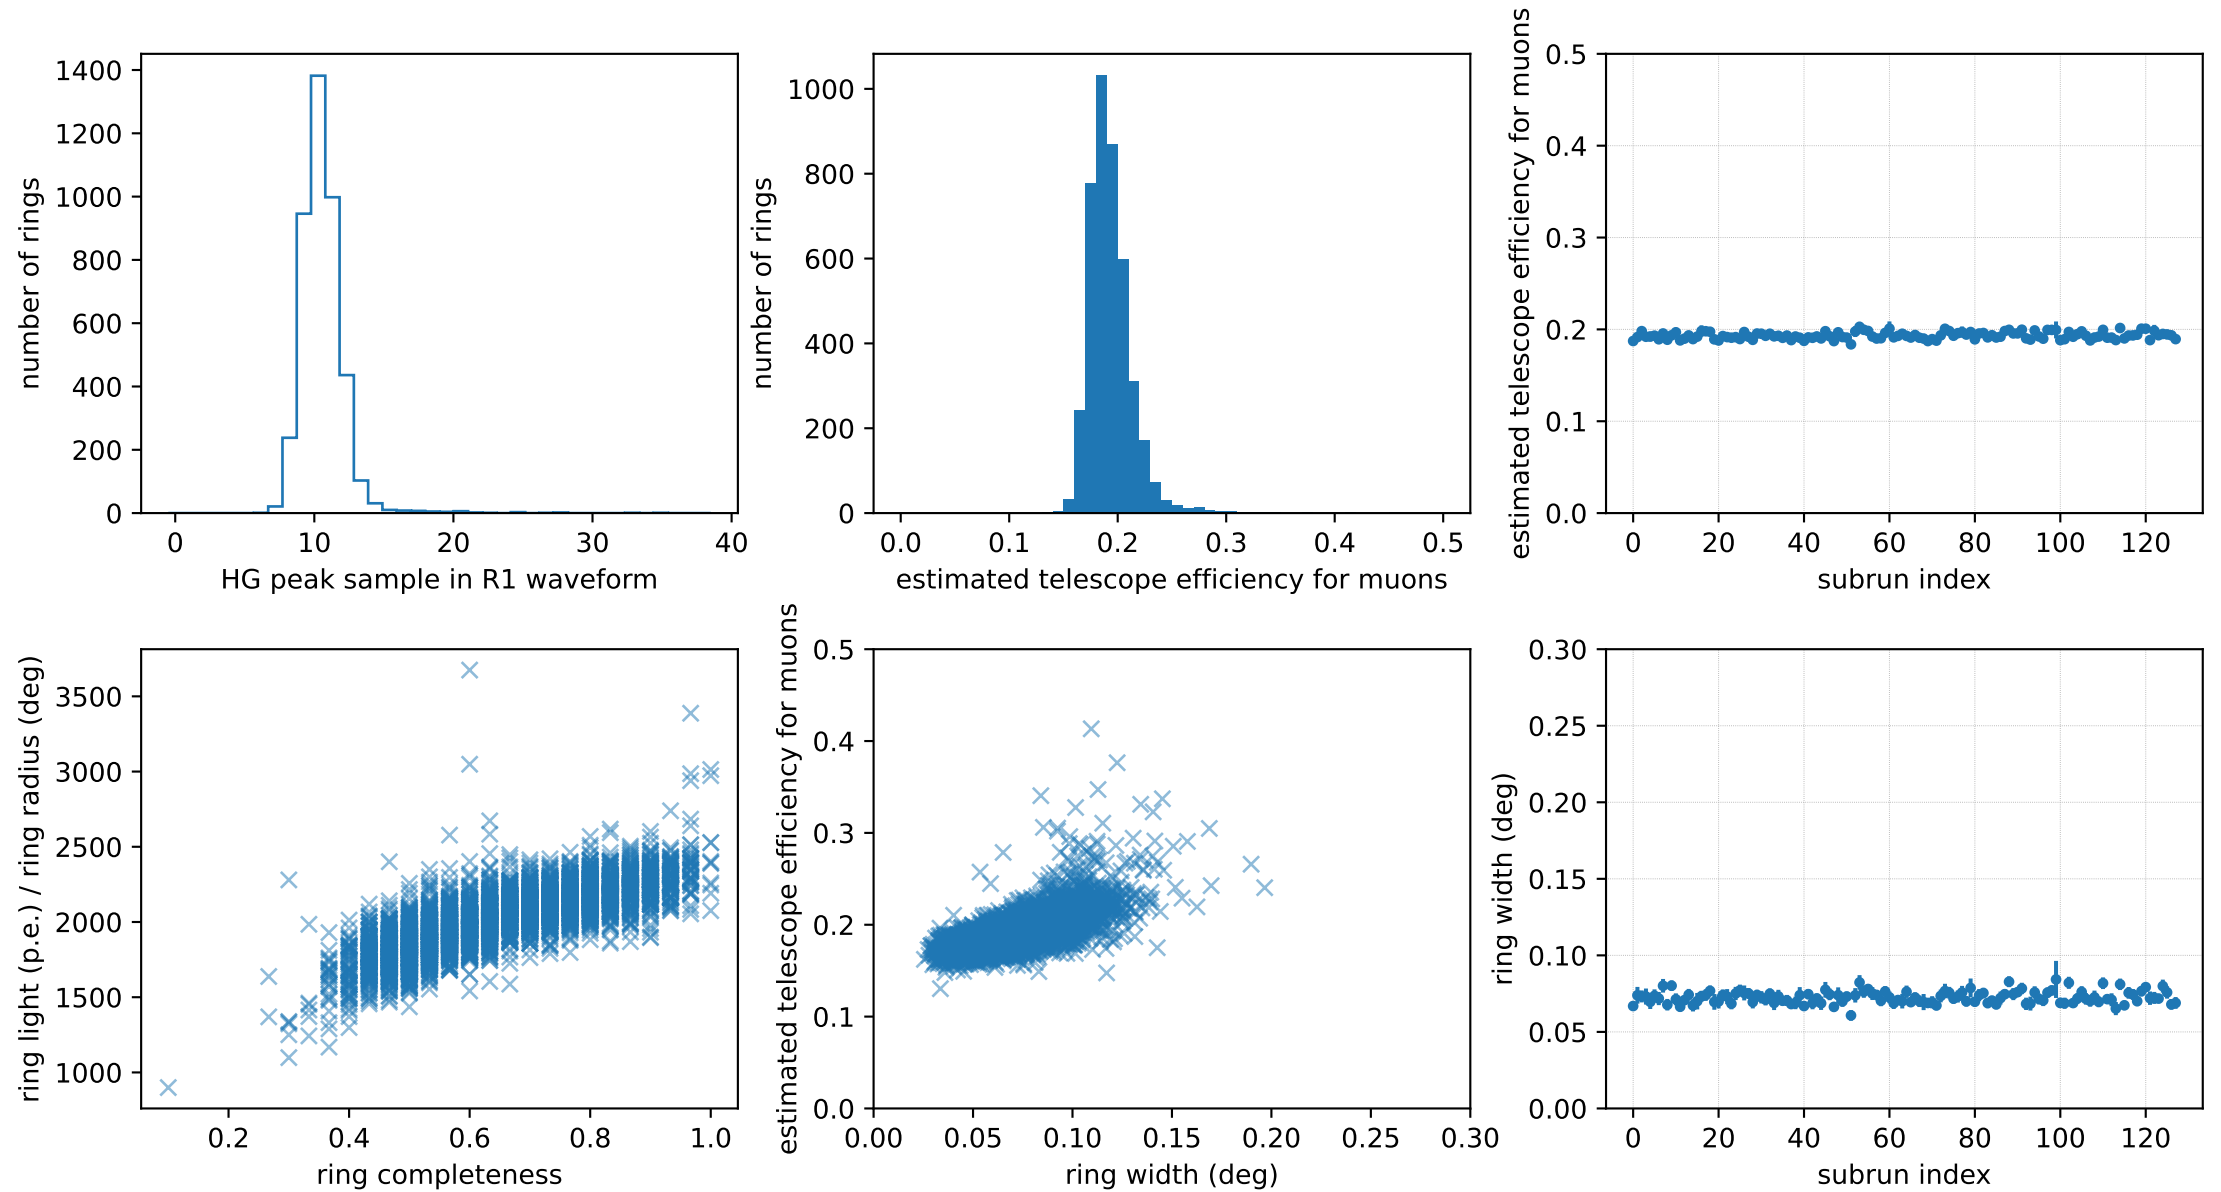 number of rings
1400
1200
1000
800
600
400
200
0
0 10 20 30 40
HG peak sample in R1 waveform
number of rings
1000
800
600
400
200
0
0.0 0.1 0.2 0.3 0.4 0.5
estimated telescope efficiency for muons
estimated telescope efficiency for muons
0.5
0.4
0.3
0.2
0.1
0.0
0 20 40 60 80 100 120
subrun index
ring light (p.e.) / ring radius (deg)
3500
3000
2500
2000
1500
1000
0.2 0.4 0.6 0.8 1.0
ring completeness
estimated telescope efficiency for muons
0.5
0.4
0.3
0.2
0.1
0.0
0.00 0.05 0.10 0.15 0.20 0.25 0.30
ring width (deg)
ring width (deg)
0.30
0.25
0.20
0.15
0.10
0.05
0.00
0 20 40 60 80 100 120
subrun index